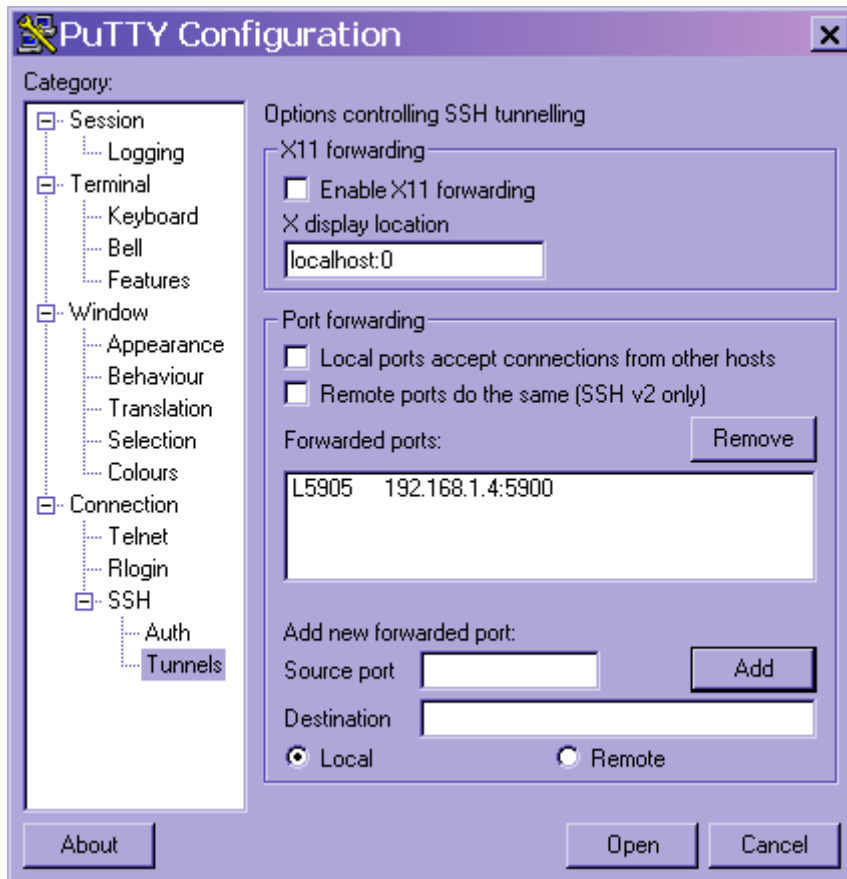 PuTTY Configuration
Category:
Session
Logging
Terminal
Keyboard
Bell
Features
Window
Appearance
Behaviour
Translation
Selection
Colours
Connection
Telnet
Rlogin
SSH
Auth
Tunnels
Options controlling SSH tunnelling
X11 forwarding
Enable X11 forwarding
X display location
localhost:0
Port forwarding
Local ports accept connections from other hosts
Remote ports do the same (SSH v2 only)
Forwarded ports:
Remove
L5905 192.168.1.4:5900
Add new forwarded port:
Source port
Add
Destination
Local
Remote
About
Open
Cancel